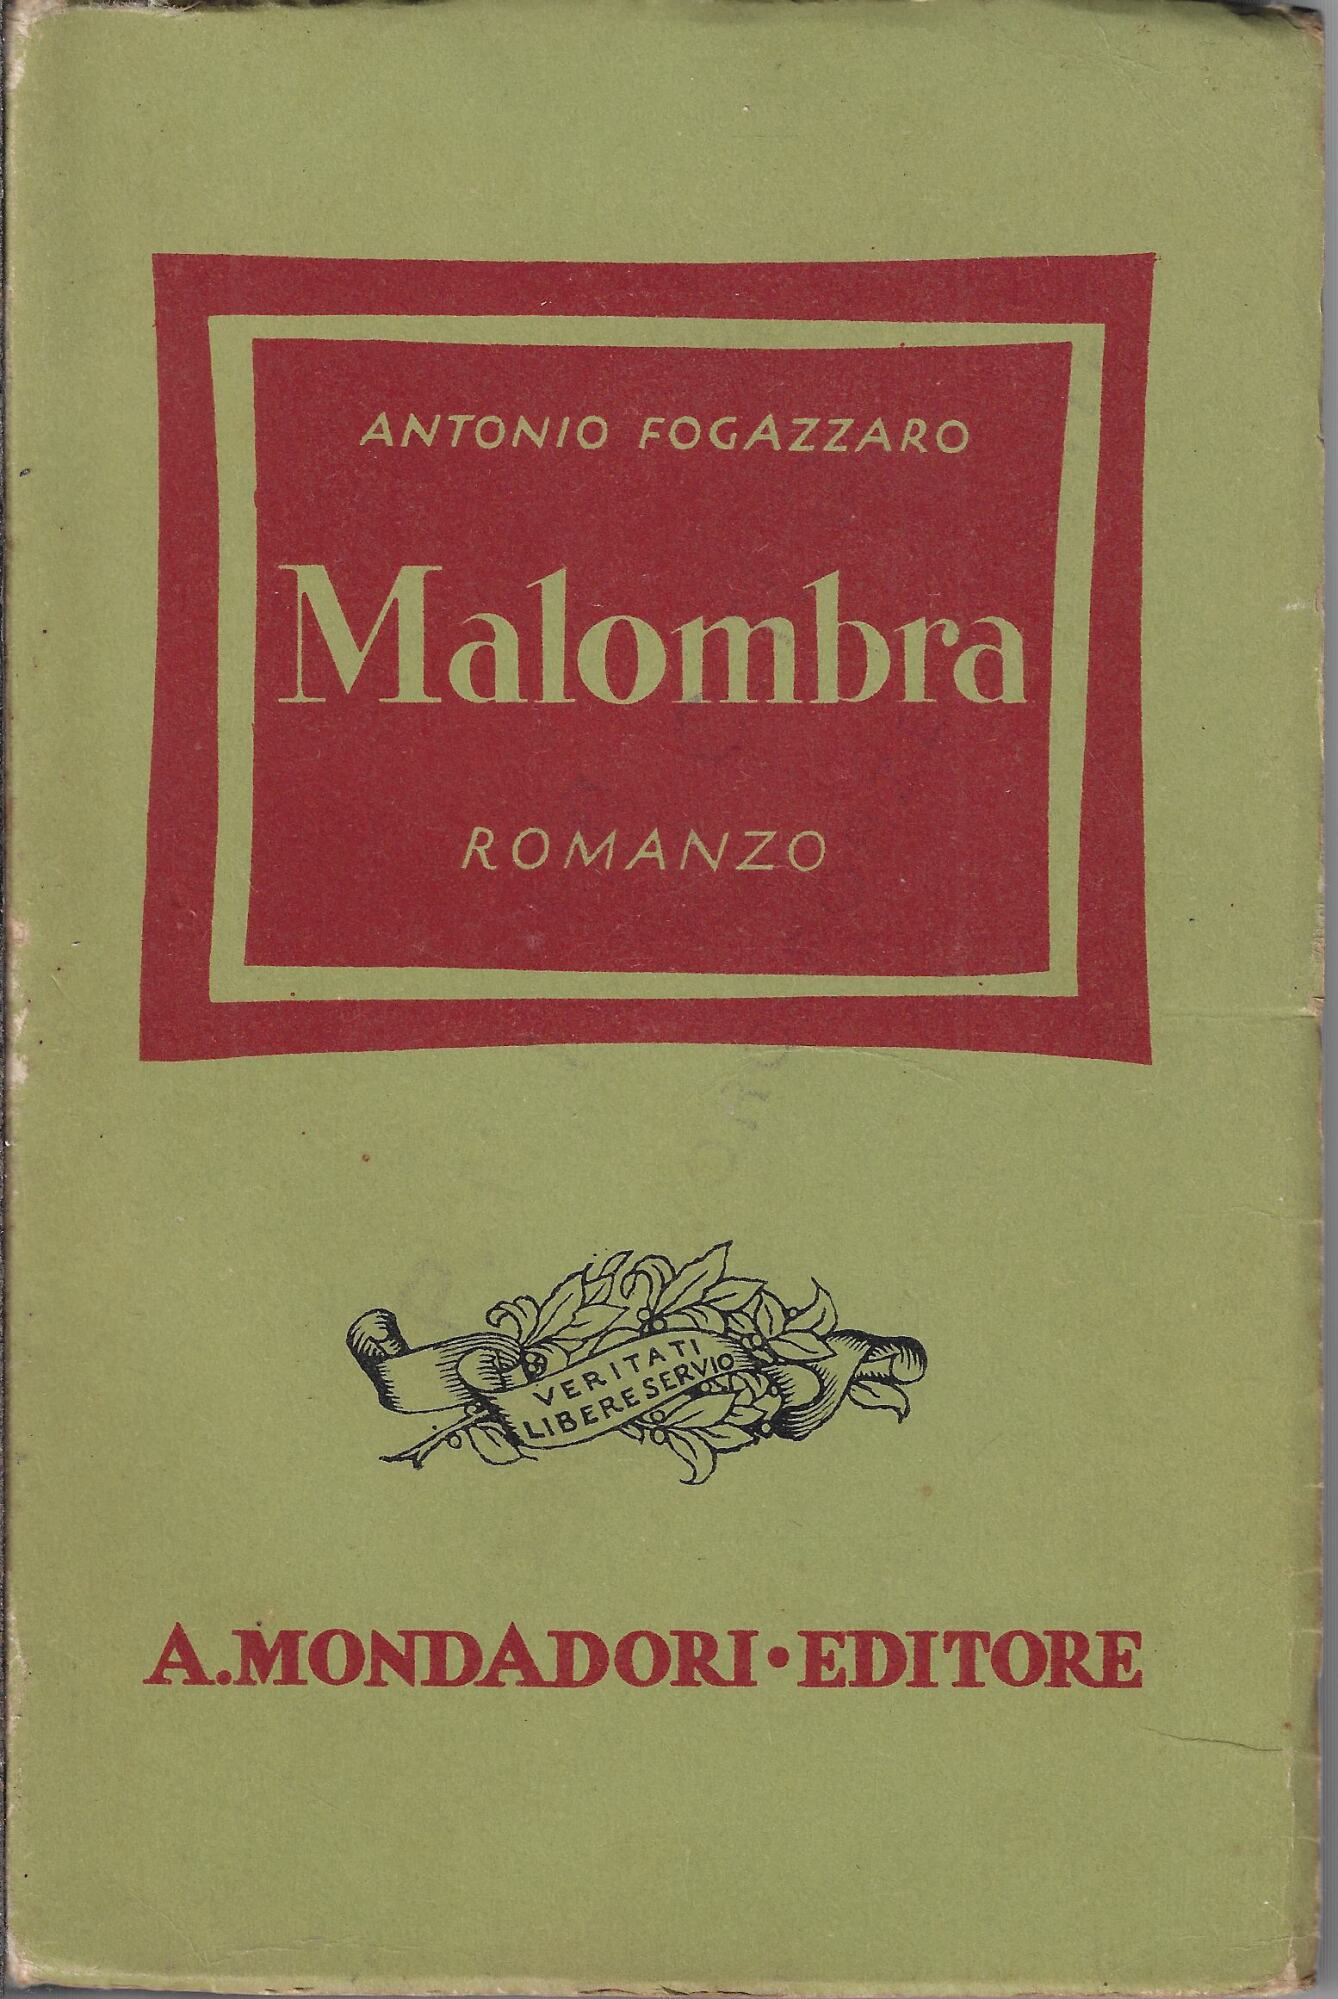 ANTONIO FOGAZZARO
Malombra
ROMANZO
VERITATI
LIBERE SERVIO
A. MONDADORI • EDITORE